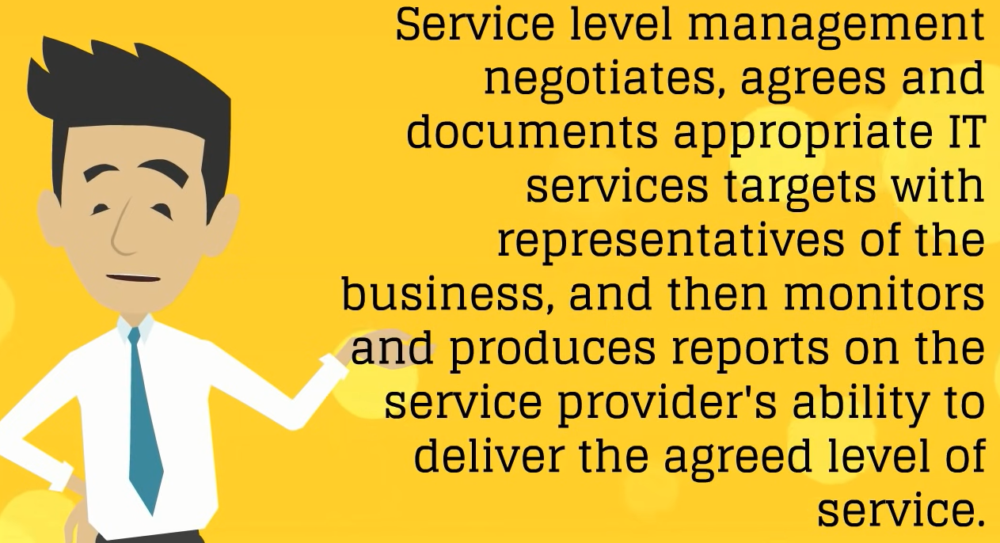 Service level management
negotiates, agrees and
documents appropriate IT
services targets with
representatives of the
business, and then monitors
and produces reports on the
service provider's ability to
deliver the agreed level of
service.